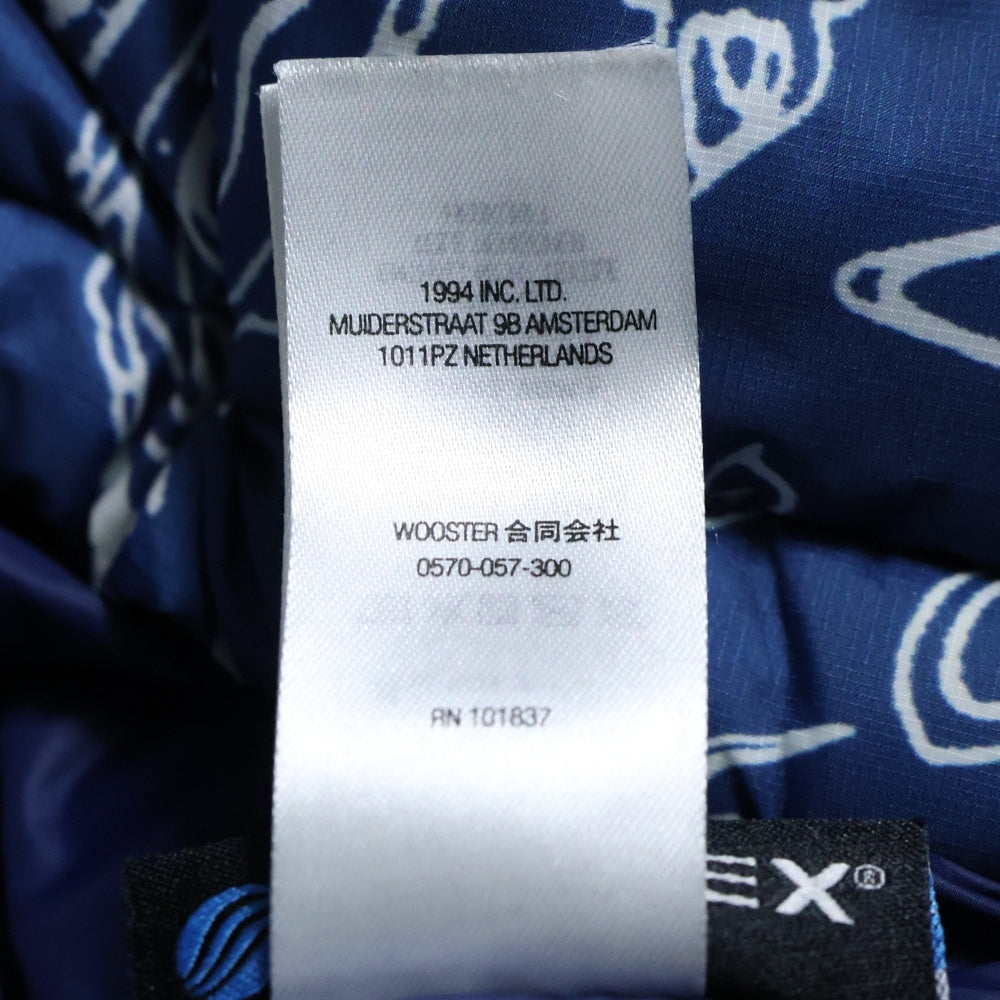 1994 INC. LTD.
MUIDERSTRAAT 9B AMSTERDAM
1011PZ NETHERLANDS
WOOSTER 合同会社
0570-057-300
RN 101837
EX®